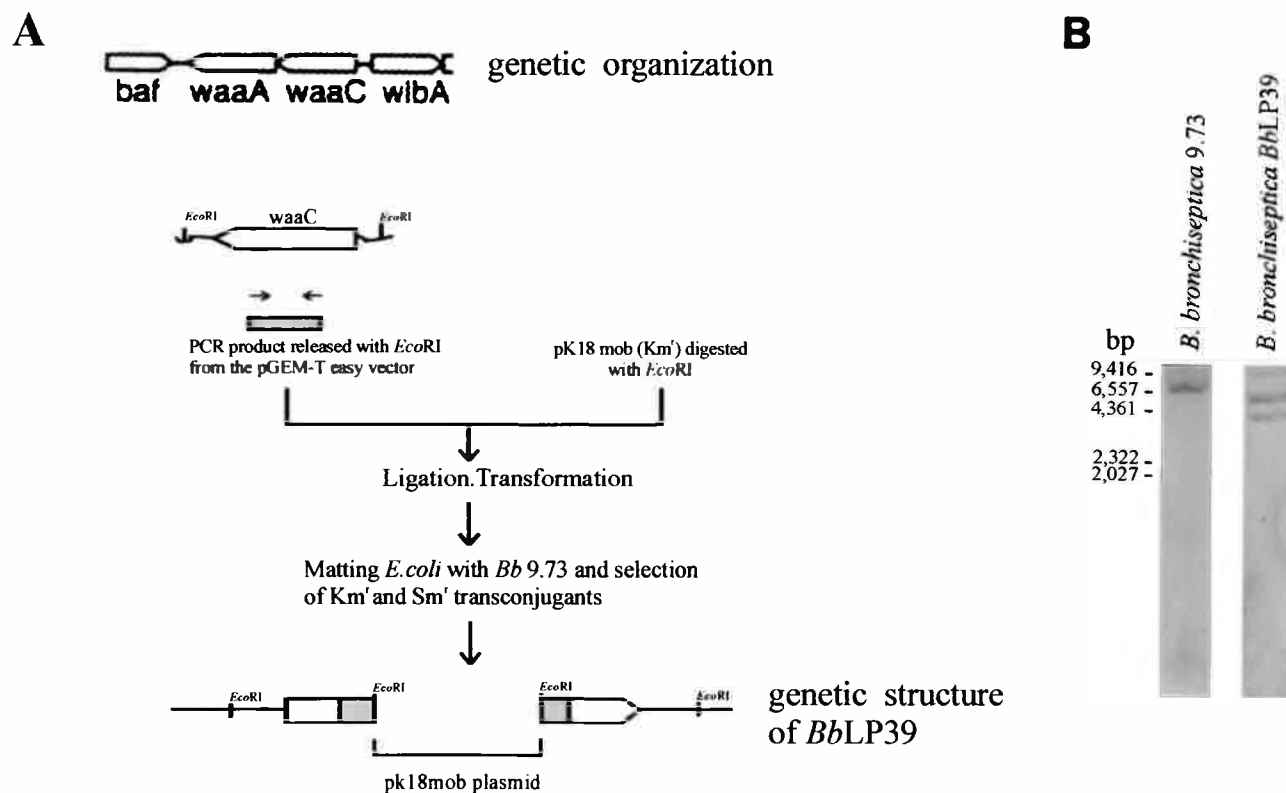 A
baf waaA waaC wlbA
genetic organization
EcoRI
waaC
EcoRI
PCR product released with EcoRI
from the pGEM-T easy vector
pK18 mob (Kmʳ) digested
with EcoRI
Ligation.Transformation
Matting E.coli with Bb 9.73 and selection
of Kmʳ and Smʳ transconjugants
EcoRI
EcoRI
EcoRI
EcoRI
genetic structure
of BbLP39
pk18mob plasmid
B
B. bronchiseptica 9.73
B. bronchiseptica BbLP39
bp
9,416 -
6,557 -
4,361 -
2,322 -
2,027 -